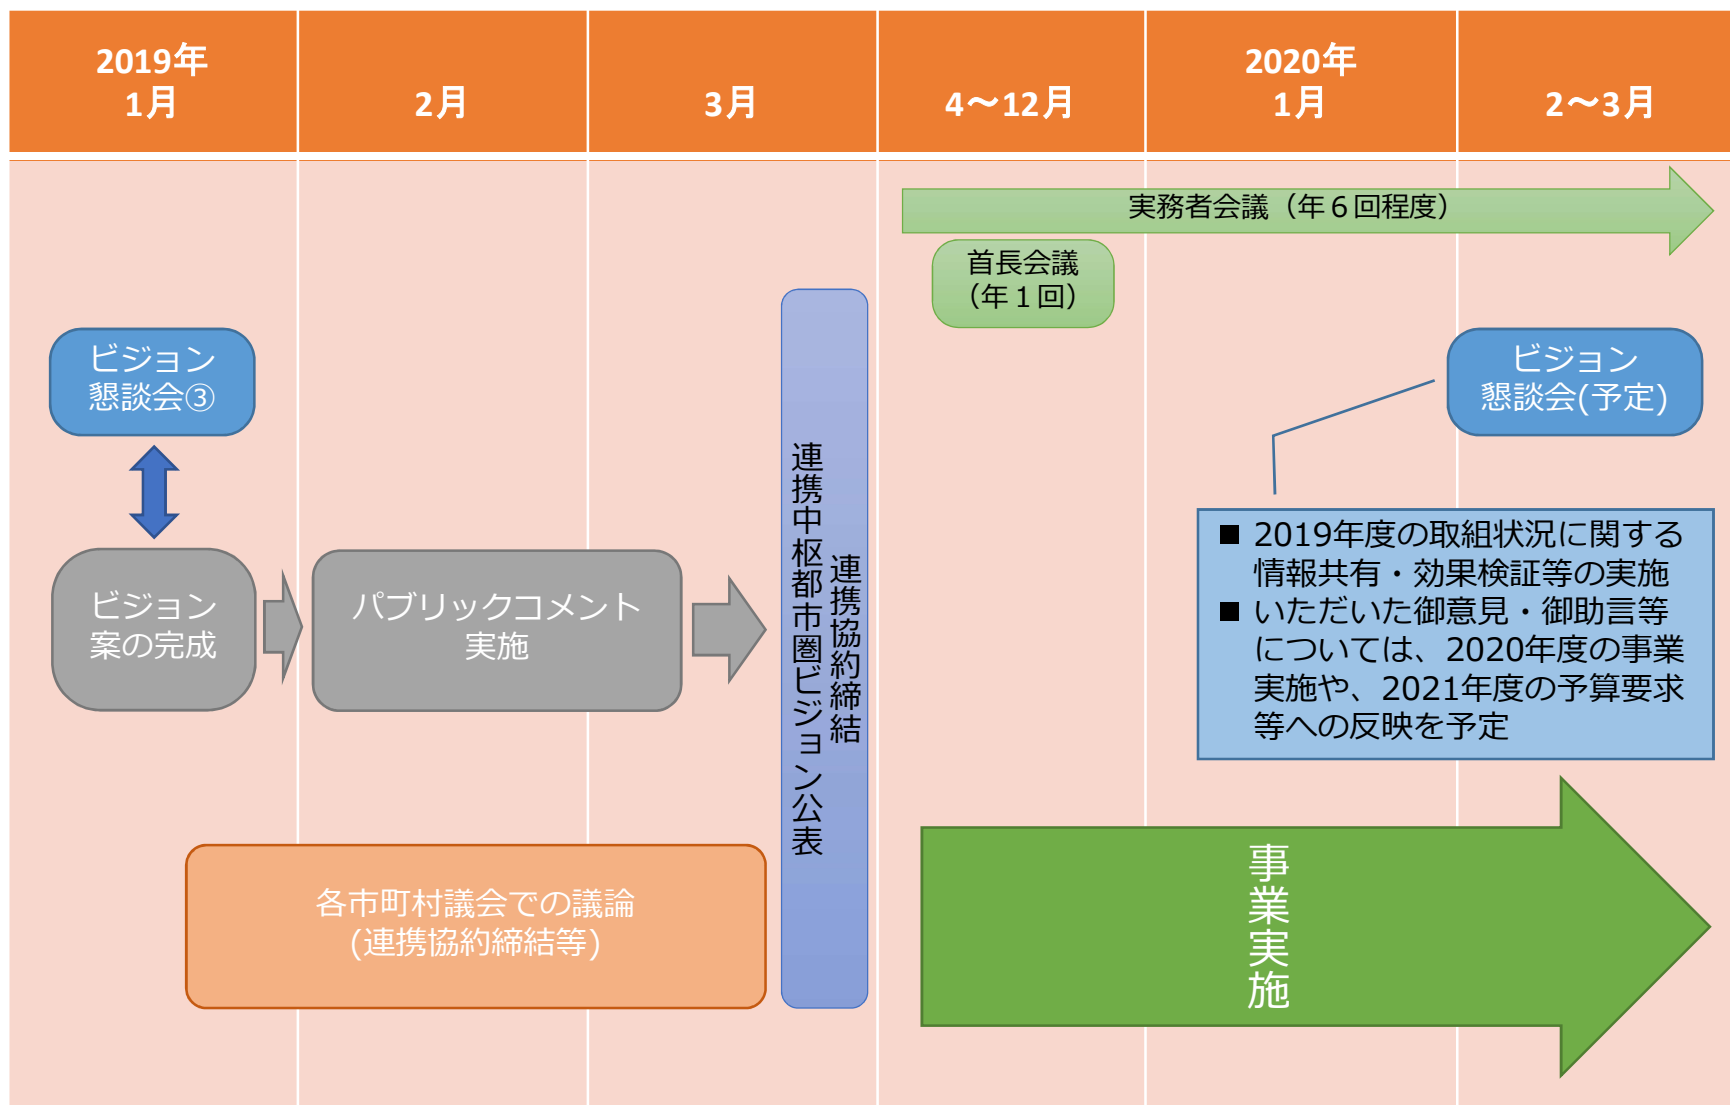 2019年
1月
2月
3月
4～12月
2020年
1月
2～3月
実務者会議（年６回程度）
首長会議
（年１回）
ビジョン
懇談会③
ビジョン
懇談会(予定)
連携協約締結
連携中枢都市圏ビジョン公表
■ 2019年度の取組状況に関する
情報共有・効果検証等の実施
■ いただいた御意見・御助言等
については、2020年度の事業
実施や、2021年度の予算要求
等への反映を予定
ビジョン
案の完成
パブリックコメント
実施
各市町村議会での議論
(連携協約締結等)
事業実施